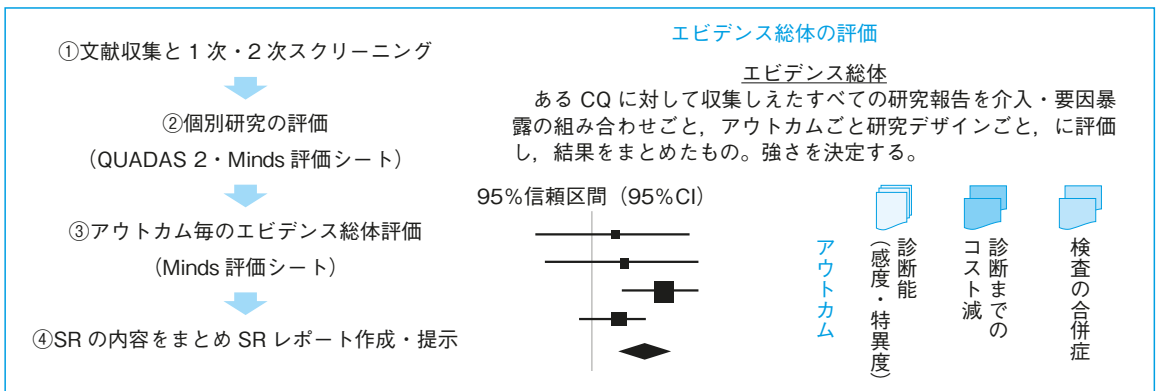 ①文献収集と 1 次・2 次スクリーニング
②個別研究の評価
（QUADAS 2・Minds 評価シート）
③アウトカム毎のエビデンス総体評価
（Minds 評価シート）
④SR の内容をまとめ SR レポート作成・提示
エビデンス総体の評価
エビデンス総体
ある CQ に対して収集しえたすべての研究報告を介入・要因暴
露の組み合わせごと，アウトカムごと研究デザインごと，に評価
し，結果をまとめたもの。強さを決定する。
95%信頼区間（95%CI）
アウトカム
診断能
（感度・特異度）
診断までの
コスト減
検査の合併症